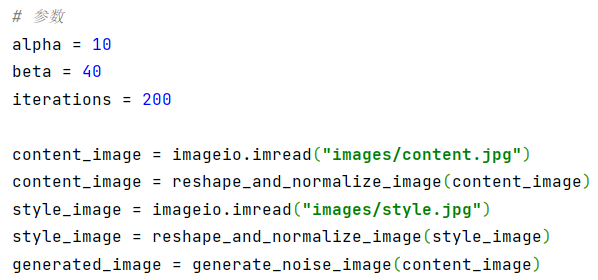 # 参数
alpha = 10
beta = 40
iterations = 200
content_image = imageio.imread("images/content.jpg")
content_image = reshape_and_normalize_image(content_image)
style_image = imageio.imread("images/style.jpg")
style_image = reshape_and_normalize_image(style_image)
generated_image = generate_noise_image(content_image)